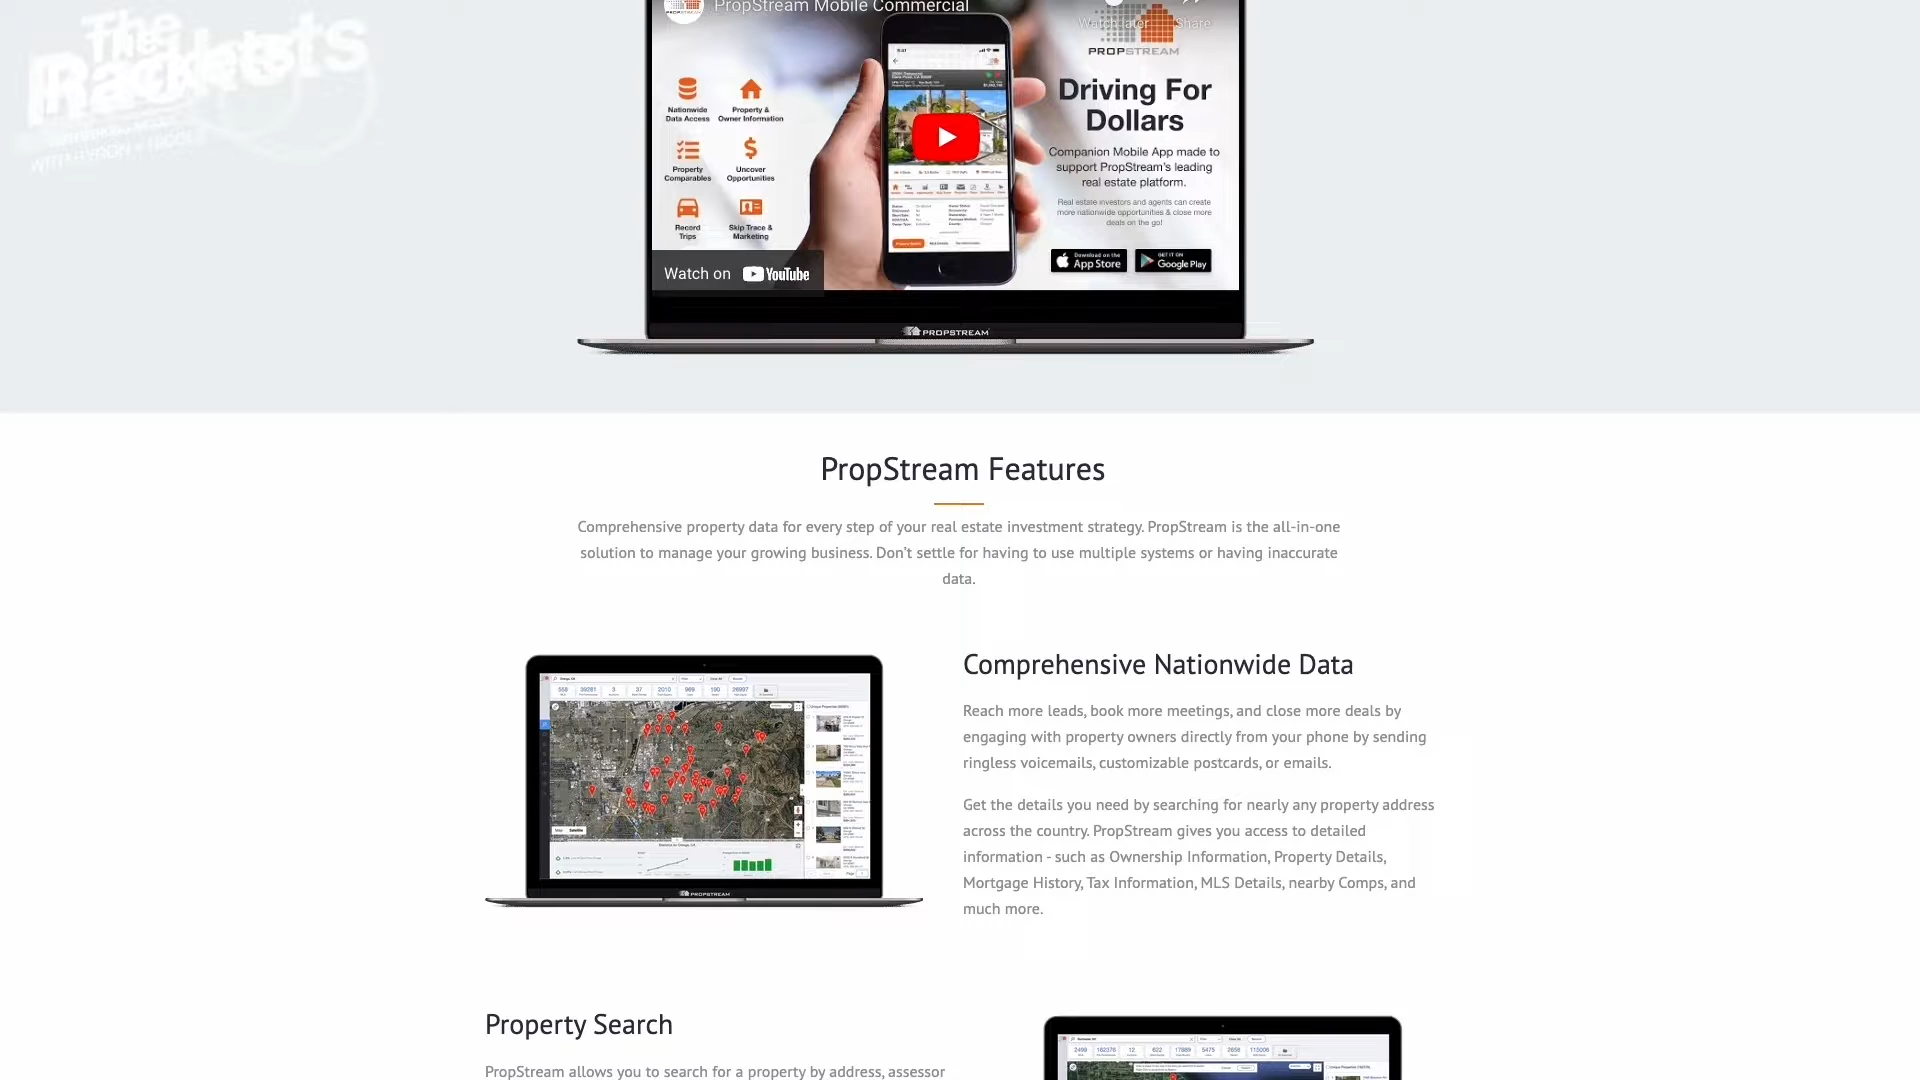 The
Rackets
PropStream Mobile Commercial
Watch later
Share
PROPSTREAM
Nationwide
Data Access
Property &
Owner Information
Property
Comparables
Uncover
Opportunities
Record
Trips
Skip Trace &
Marketing
Driving For
Dollars
Companion Mobile App made to
support PropStream's leading
real estate platform.
Real estate investors and agents can create
more nationwide opportunities & close more
deals on the go!
Download on the
App Store
GET IT ON
Google Play
Watch on YouTube
PROPSTREAM
PropStream Features
Comprehensive property data for every step of your real estate investment strategy. PropStream is the all-in-one
solution to manage your growing business. Don't settle for having to use multiple systems or having inaccurate
data.
Comprehensive Nationwide Data
Reach more leads, book more meetings, and close more deals by
engaging with property owners directly from your phone by sending
ringless voicemails, customizable postcards, or emails.
Get the details you need by searching for nearly any property address
across the country. PropStream gives you access to detailed
information - such as Ownership Information, Property Details,
Mortgage History, Tax Information, MLS Details, nearby Comps, and
much more.
PROPSTREAM
Property Search
PropStream allows you to search for a property by address, assessor